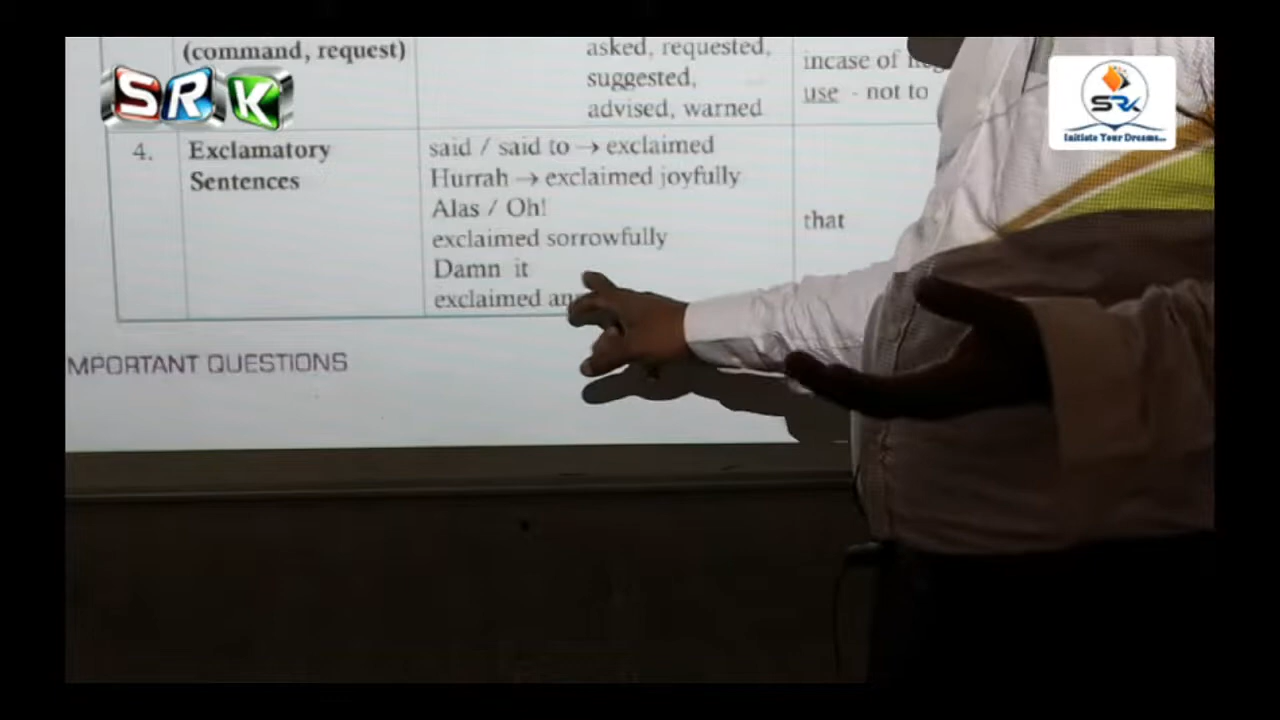 (command, request)
asked, requested,
suggested,
advised, warned
incase of
use - not to
SRK
SRK
Initiate Your Dreams...
4. Exclamatory
Sentences
said / said to → exclaimed
Hurrah → exclaimed joyfully
Alas / Oh!
exclaimed sorrowfully
Damn it
exclaimed
that
MPORTANT QUESTIONS